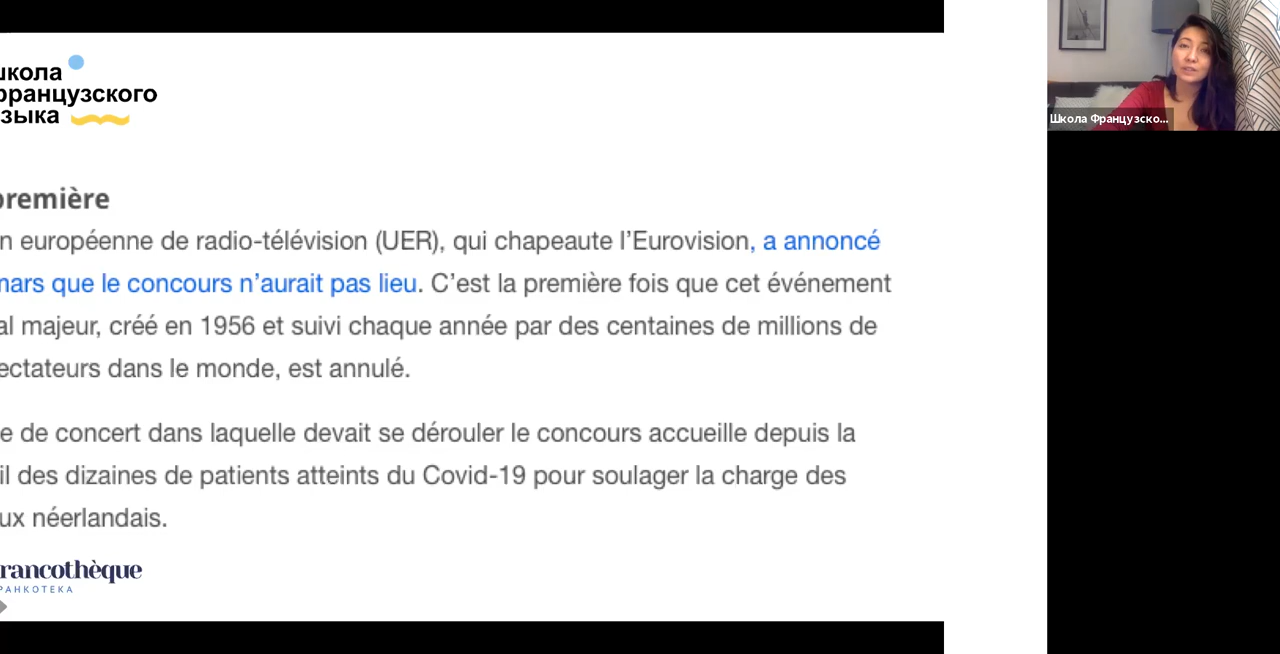 школа
французского
языка
première
n européenne de radio-télévision (UER), qui chapeaute l’Eurovision, a annoncé
mars que le concours n’aurait pas lieu. C’est la première fois que cet événement
al majeur, créé en 1956 et suivi chaque année par des centaines de millions de
ectateurs dans le monde, est annulé.
e de concert dans laquelle devait se dérouler le concours accueille depuis la
il des dizaines de patients atteints du Covid-19 pour soulager la charge des
ux néerlandais.
rancothèque
РАНКОТЕКА
Школа Французско...